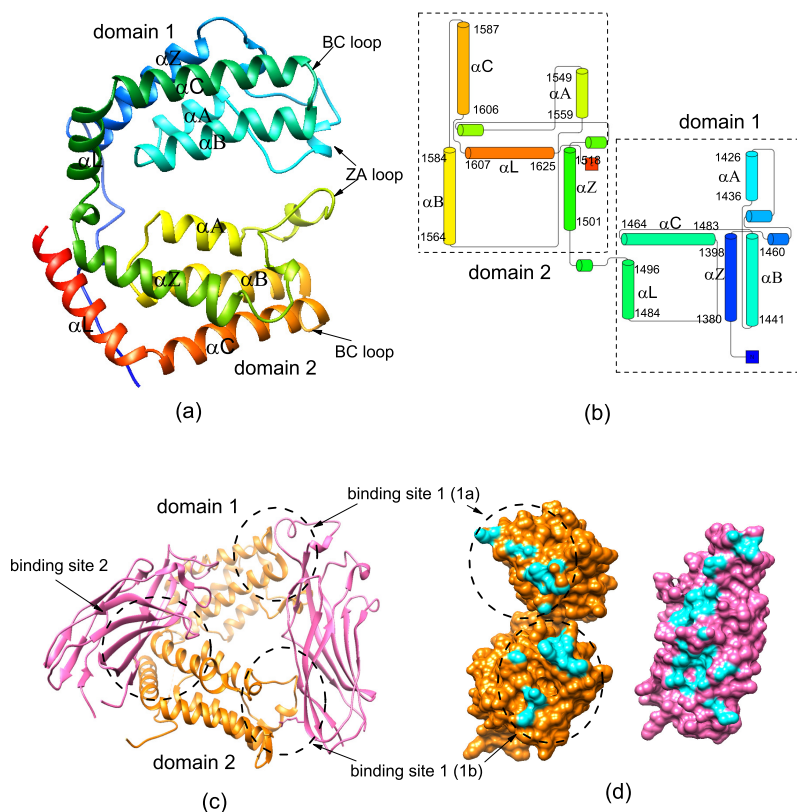 domain 1
αZ
αC
αA
αB
αL
BC loop
ZA loop
αA
αZ
αB
αL
αC
BC loop
domain 2
(a)
1587
αC
1606
1549
αA
1559
1584
αB
1564
1607
αL
1625
1518
αZ
1501
domain 2
domain 1
1426
αA
1436
1464
αC
1483
1398
αZ
1380
1460
αB
1441
1496
αL
1484
(b)
domain 1
binding site 1 (1a)
binding site 2
domain 2
binding site 1 (1b)
(c)
(d)